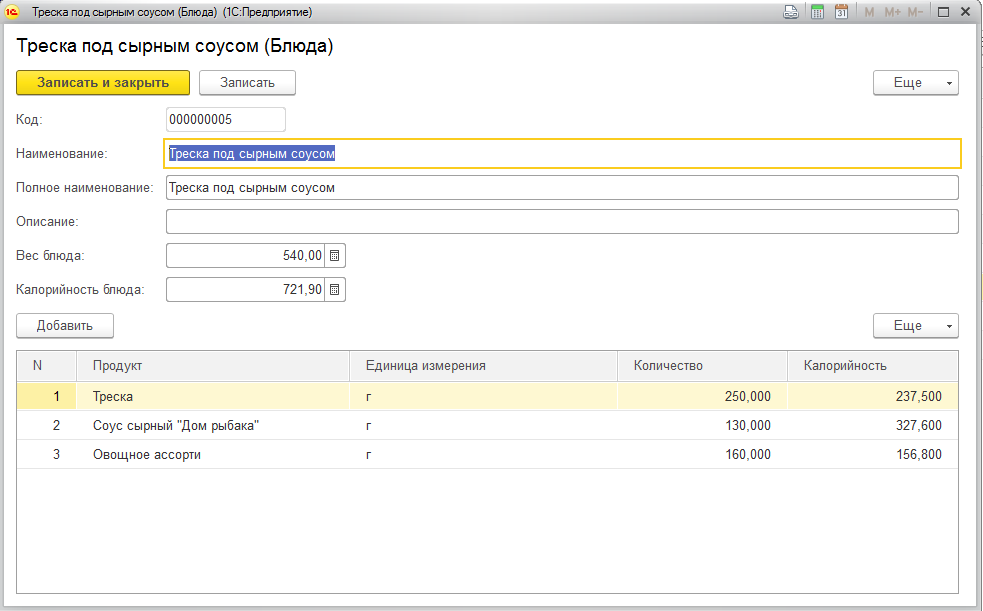 1С Треска под сырным соусом (Блюда) (1С:Предприятие) 31 M M+ M-
Треска под сырным соусом (Блюда)
Записать и закрыть Записать Еще
Код: 000000005
Наименование: Треска под сырным соусом
Полное наименование: Треска под сырным соусом
Описание:
Вес блюда: 540,00
Калорийность блюда: 721,90
Добавить Еще
N Продукт Единица измерения Количество Калорийность
1 Треска г 250,000 237,500
2 Соус сырный "Дом рыбака" г 130,000 327,600
3 Овощное ассорти г 160,000 156,800